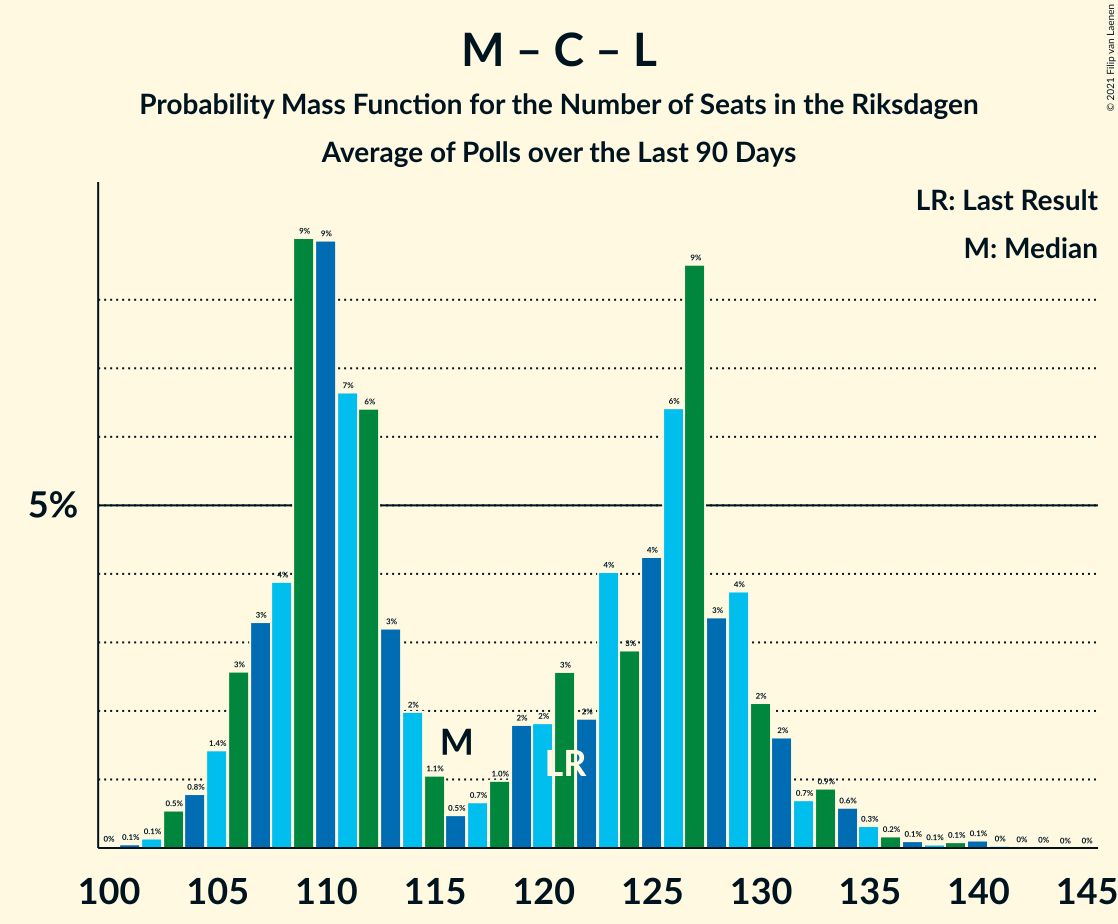 M – C – L
Probability Mass Function for the Number of Seats in the Riksdagen
Average of Polls over the Last 90 Days
© 2021 Filip van Laenen
LR: Last Result
M: Median
5%
0% 0.1% 0.1% 0.5% 0.8% 1.4% 3% 3% 4% 9% 9% 7% 6% 3% 2% 1.1% 0.5% 0.7% 1.0% 2% 2% 3% 2% 4% 3% 4% 6% 9% 3% 4% 2% 2% 0.7% 0.9% 0.6% 0.3% 0.2% 0.1% 0.1% 0.1% 0.1% 0% 0% 0% 0% 0%
M
LR
100 105 110 115 120 125 130 135 140 145